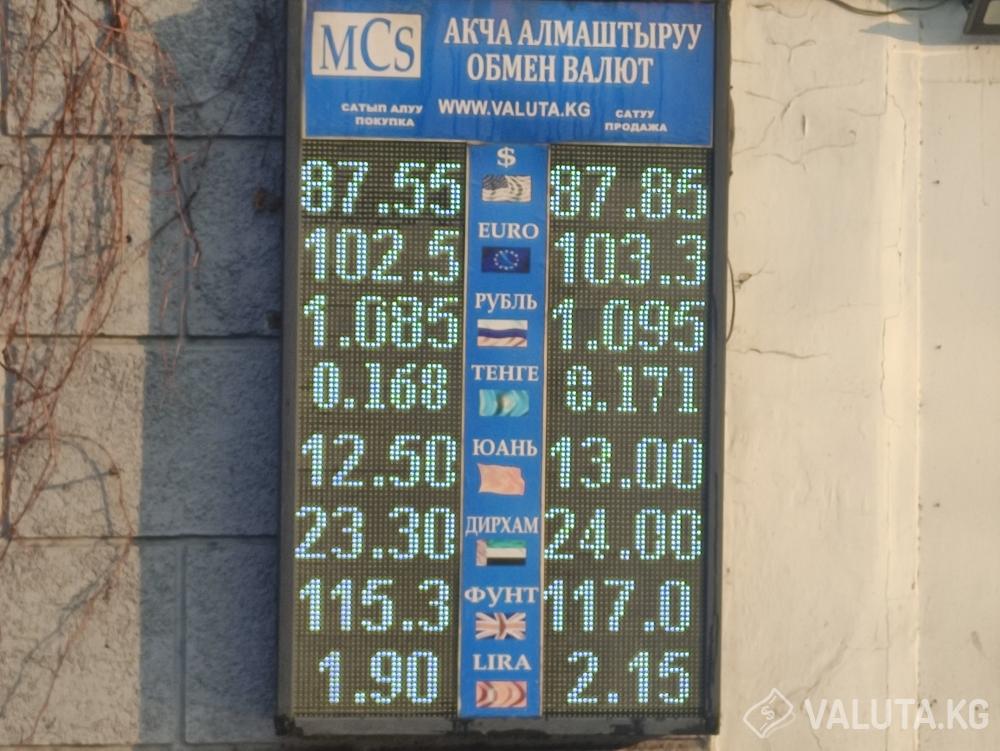 MCS
АКЧА АЛМАШТЫРУУ
ОБМЕН ВАЛЮТ
САТЫП АЛУУ
ПОКУПКА
WWW.VALUTA.KG
САТУУ
ПРОДАЖА
87.55 $ 87.85
102.5 EURO 103.3
1.085 РУБЛЬ 1.095
0.168 ТЕНГЕ 0.171
12.50 ЮАНЬ 13.00
23.30 ДИРХАМ 24.00
115.3 ФУНТ 117.0
1.90 LIRA 2.15
$ VALUTA.KG